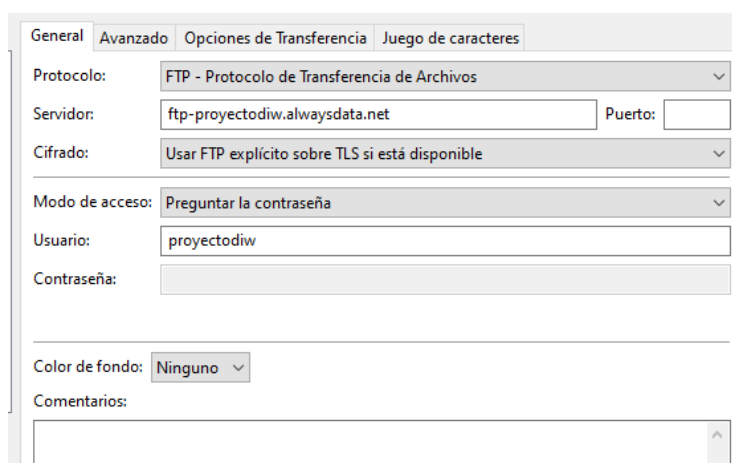 General Avanzado Opciones de Transferencia Juego de caracteres
Protocolo: FTP - Protocolo de Transferencia de Archivos
Servidor: ftp-proyectodiw.alwaysdata.net Puerto:
Cifrado: Usar FTP explícito sobre TLS si está disponible
Modo de acceso: Preguntar la contraseña
Usuario: proyectodiw
Contraseña:
Color de fondo: Ninguno
Comentarios: